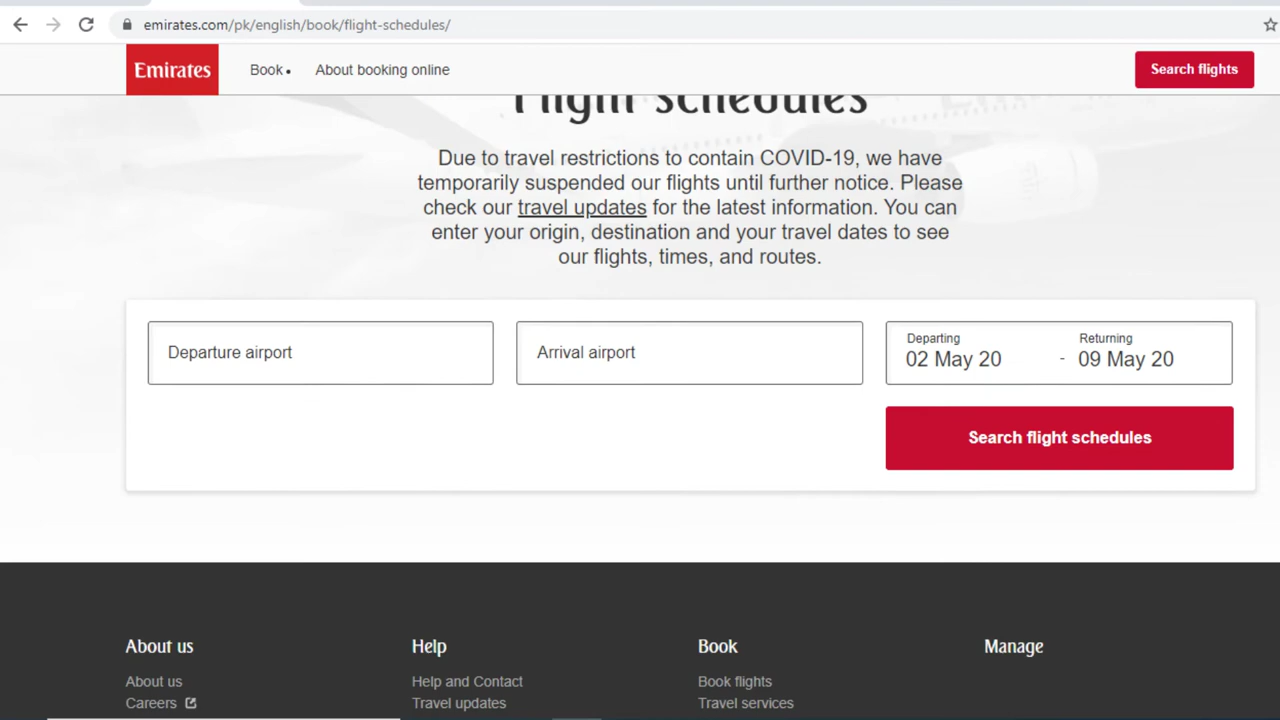 emirates.com/pk/english/book/flight-schedules/
Emirates
Book
About booking online
Search flights
Flight schedules
Due to travel restrictions to contain COVID-19, we have
temporarily suspended our flights until further notice. Please
check our travel updates for the latest information. You can
enter your origin, destination and your travel dates to see
our flights, times, and routes.
Departure airport
Arrival airport
Departing
Returning
02 May 20 - 09 May 20
Search flight schedules
About us
Help
Book
Manage
About us
Help and Contact
Book flights
Careers
Travel updates
Travel services